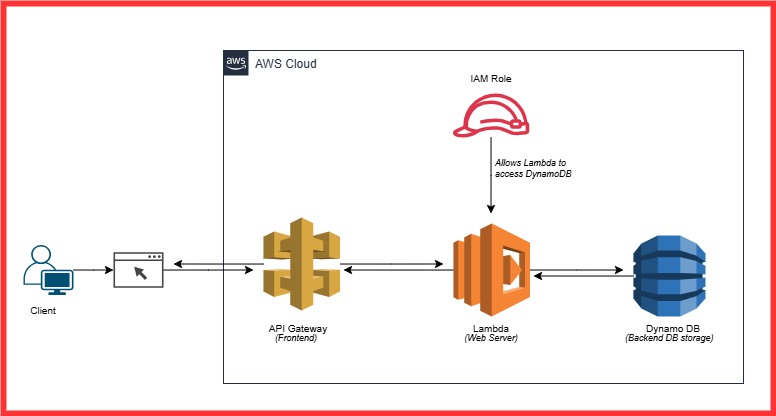 aws
AWS Cloud
IAM Role
Allows Lambda to
access DynamoDB
Client
API Gateway
(Frontend)
Lambda
(Web Server)
Dynamo DB
(Backend DB storage)